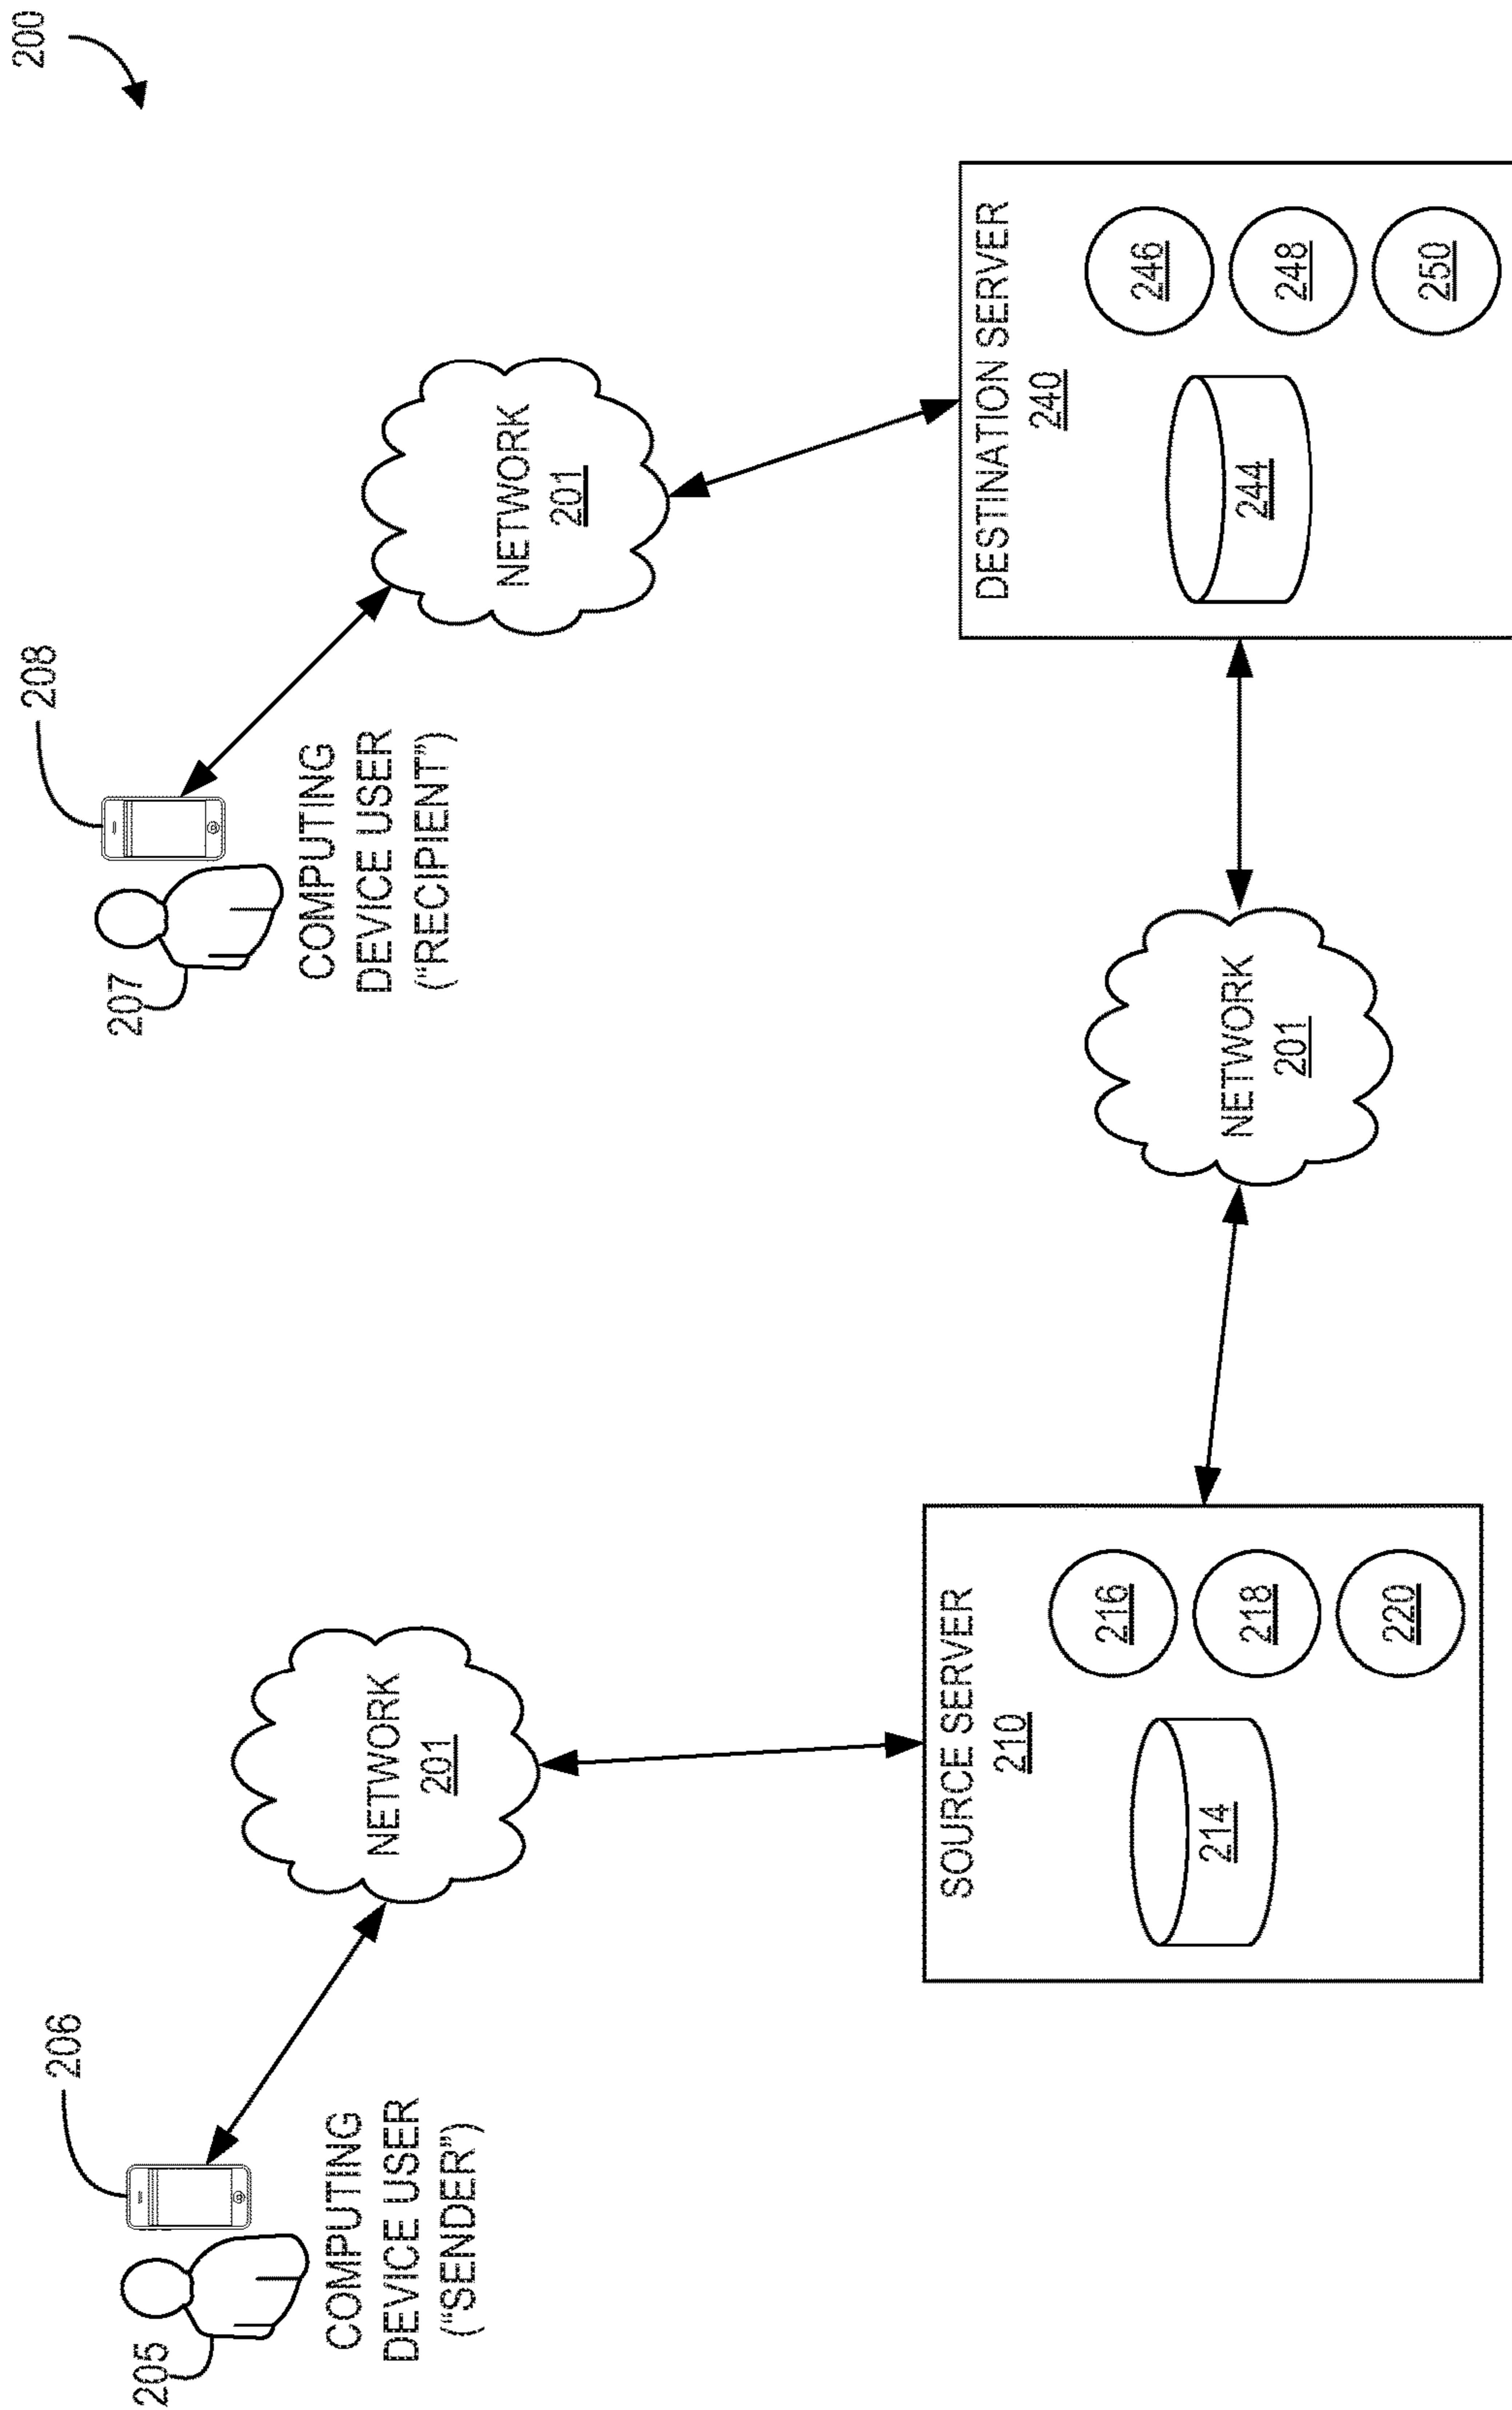 200
206
205
COMPUTING
DEVICE USER
("SENDER")
NETWORK
201
208
207
COMPUTING
DEVICE USER
("RECIPIENT")
NETWORK
201
SOURCE SERVER
210
214
216
218
220
NETWORK
201
DESTINATION SERVER
240
244
246
248
250